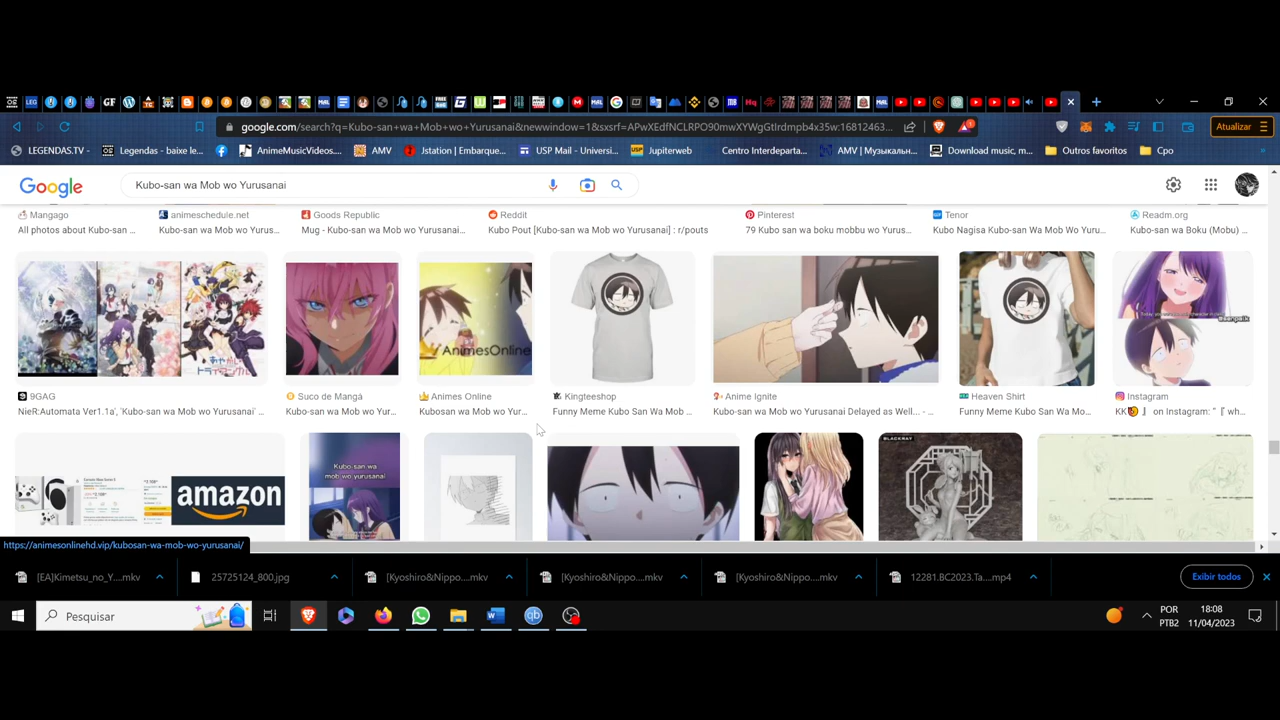 google.com/search?q=Kubo-san+wa+Mob+wo+Yurusanai&newwindow=1&sxsrf=APwXEdfNCLRPO90mwXYWgGtIrdmpb4x35w:16812463...
Atualizar
LEGENDAS.TV -
Legendas - baixe le...
AnimeMusicVideos....
AMV
Jstation | Embarque...
USP Mail - Universi...
Jupiterweb
Centro Interdeparta...
AMV | Музыкальн...
Download music, m...
Outros favoritos
Cpo
Google
Kubo-san wa Mob wo Yurusanai
Mangago
animeschedule.net
Goods Republic
Reddit
Pinterest
Tenor
Readm.org
All photos about Kubo-san ...
Kubo-san wa Mob wo Yurus...
Mug - Kubo-san wa Mob wo Yurusanai...
Kubo Pout [Kubo-san wa Mob wo Yurusanai] : r/pouts
79 Kubo san wa boku mobbu wo Yurus...
Kubo Nagisa Kubo-san Wa Mob Wo Yuru...
Kubo-san wa Boku (Mobu) ...
AnimesOnline
9GAG
Suco de Mangá
Animes Online
Kingteeshop
Anime Ignite
Heaven Shirt
Instagram
NieR:Automata Ver1.1a', 'Kubo-san wa Mob wo Yurusanai' ...
Kubo-san wa Mob wo Yur...
Kubosan wa Mob wo Yur...
Funny Meme Kubo San Wa Mob ...
Kubo-san wa Mob wo Yurusanai Delayed as Well... - ...
Funny Meme Kubo San Wa Mo...
on Instagram: "『 wh...
amazon
Kubo-san wa
mob wo yurusanai
BLACKRAY
https://animesonlinehd.vip/kubosan-wa-mob-wo-yurusanai/
[EA]Kimetsu_no_Y....mkv
25725124_800.jpg
[Kyoshiro&Nippo....mkv
[Kyoshiro&Nippo....mkv
[Kyoshiro&Nippo....mkv
12281.BC2023.Ta....mp4
Exibir todos
Pesquisar
POR
PTB2
18:08
11/04/2023